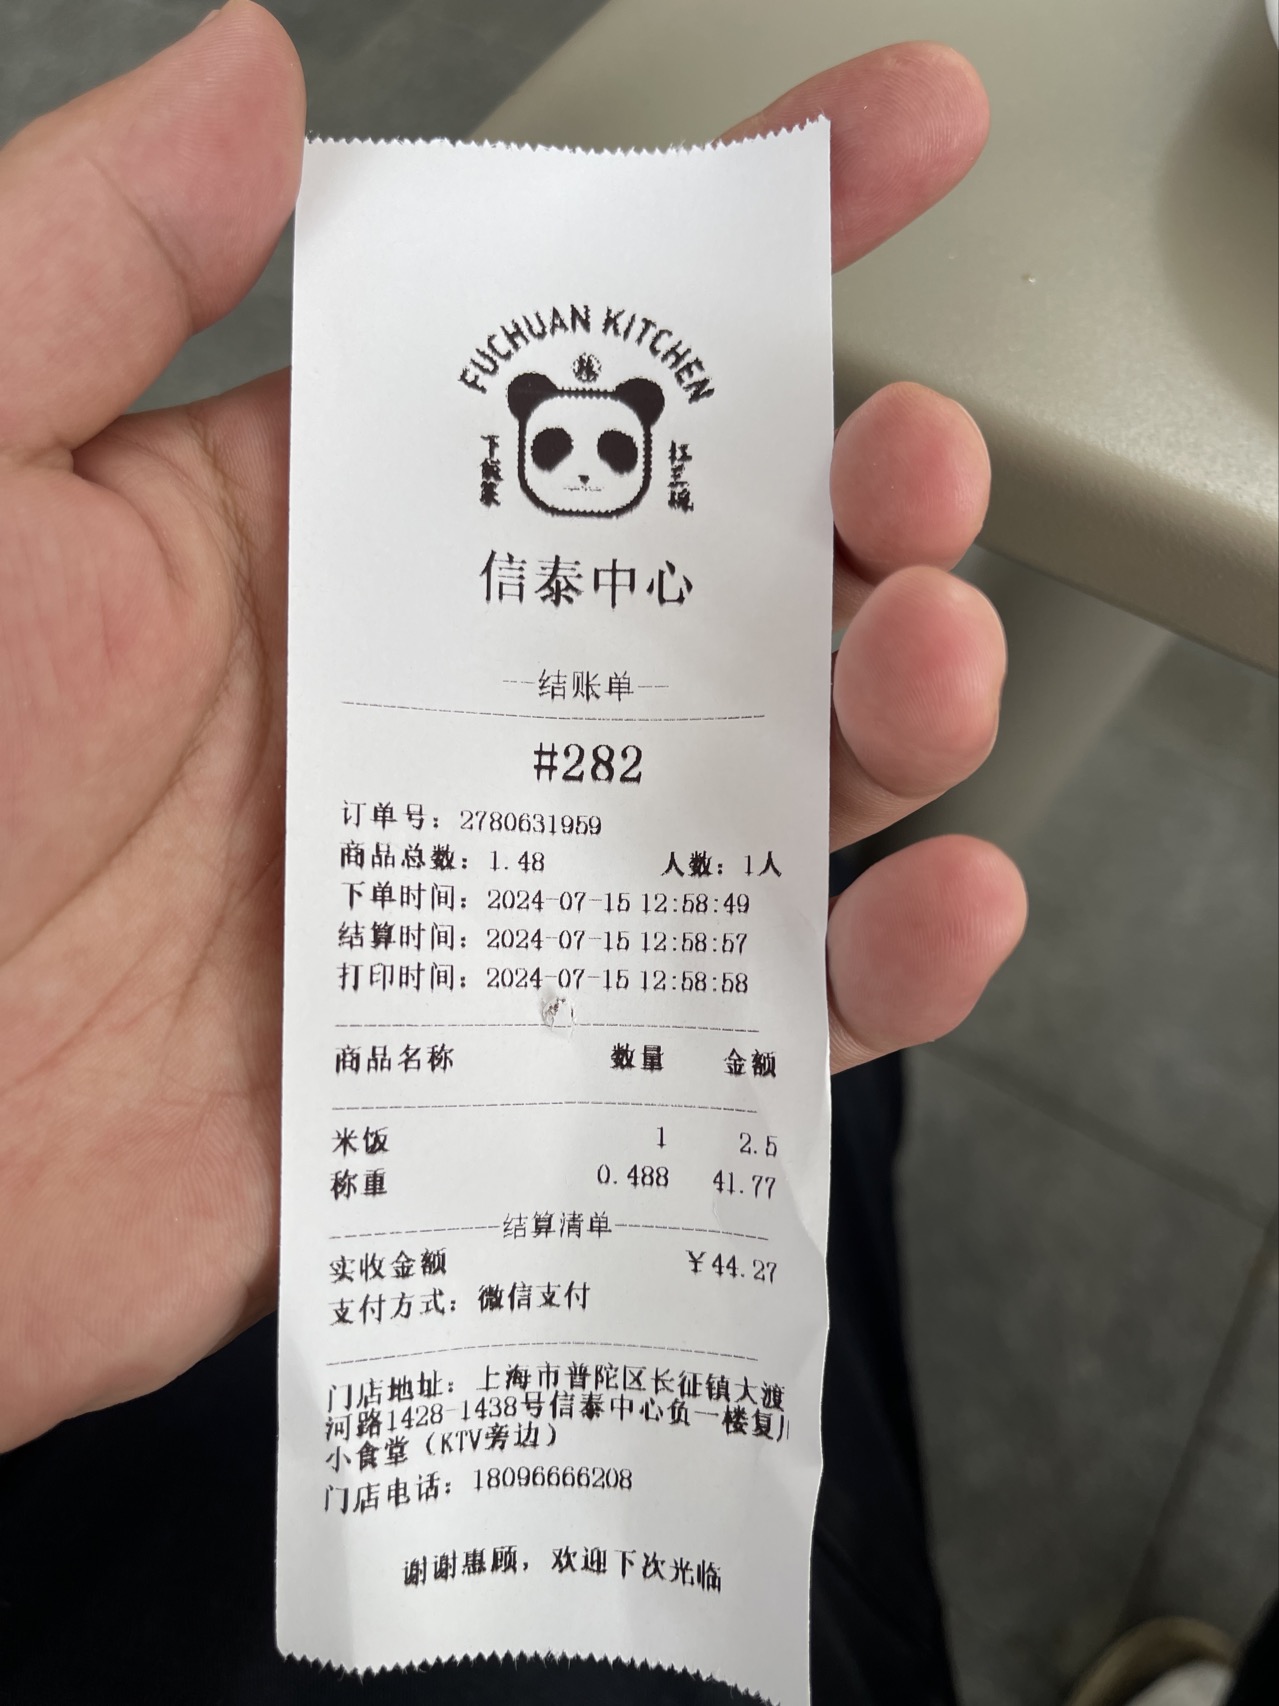 FUCHUAN KITCHEN
下饭菜
扛三碗
信泰中心
结账单
#282
订单号：2780631959
商品总数：1.48 人数：1人
下单时间：2024-07-15 12:58:49
结算时间：2024-07-15 12:58:57
打印时间：2024-07-15 12:58:58
商品名称 数量 金额
米饭 1 2.5
称重 0.488 41.77
结算清单
实收金额 ￥44.27
支付方式：微信支付
门店地址：上海市普陀区长征镇大渡
河路1428-1438号信泰中心负一楼复川
小食堂（KTV旁边）
门店电话：18096666208
谢谢惠顾，欢迎下次光临